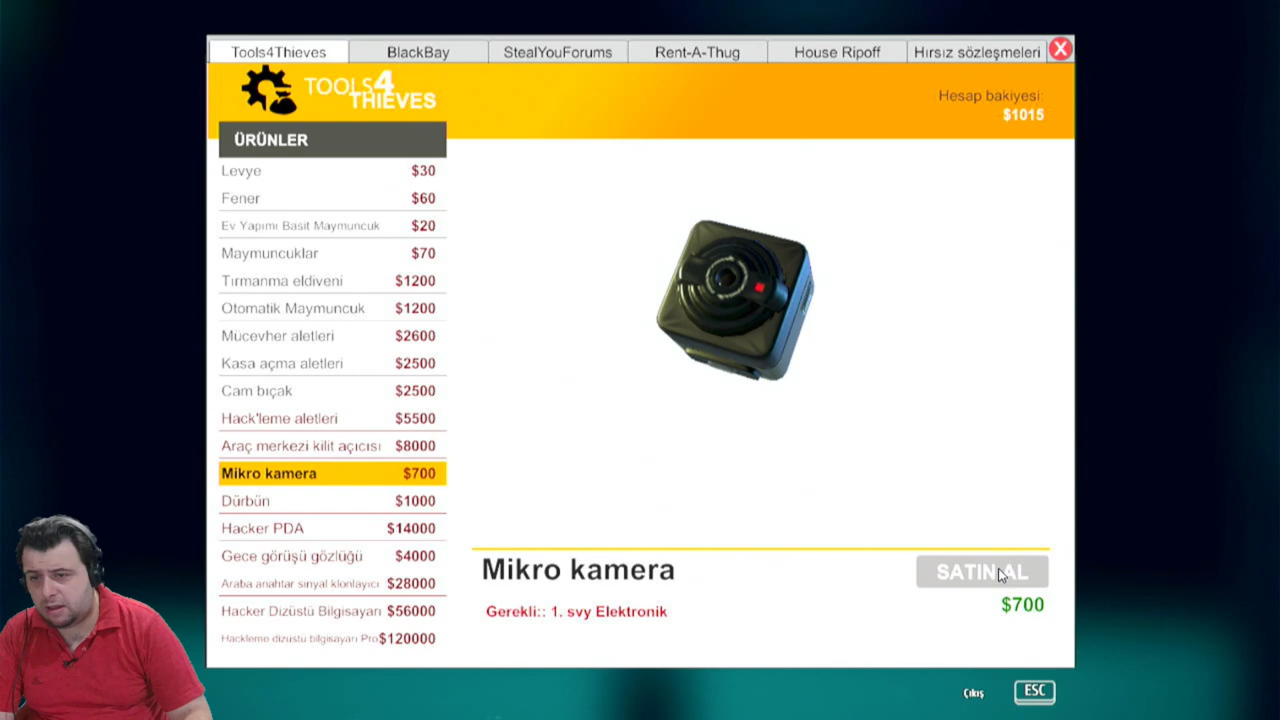 Tools4Thieves BlackBay StealYouForums Rent-A-Thug House Ripoff Hırsız sözleşmeleri X
TOOLS4
THIEVES
Hesap bakiyesi:
$1015
ÜRÜNLER
Levye $30
Fener $60
Ev Yapımı Basit Maymuncuk $20
Maymuncuklar $70
Tırmanma eldiveni $1200
Otomatik Maymuncuk $1200
Mücevher aletleri $2600
Kasa açma aletleri $2500
Cam bıçak $2500
Hack'leme aletleri $5500
Araç merkezi kilit açıcısı $8000
Mikro kamera $700
Dürbün $1000
Hacker PDA $14000
Gece görüşü gözlüğü $4000
Araba anahtar sinyal klonlayıcı $28000
Hacker Dizüstü Bilgisayarı $56000
Hackleme dizüstü bilgisayarı Pro $120000
Mikro kamera
SATIN AL
Gerekli:: 1. svy Elektronik
$700
Çıkış ESC